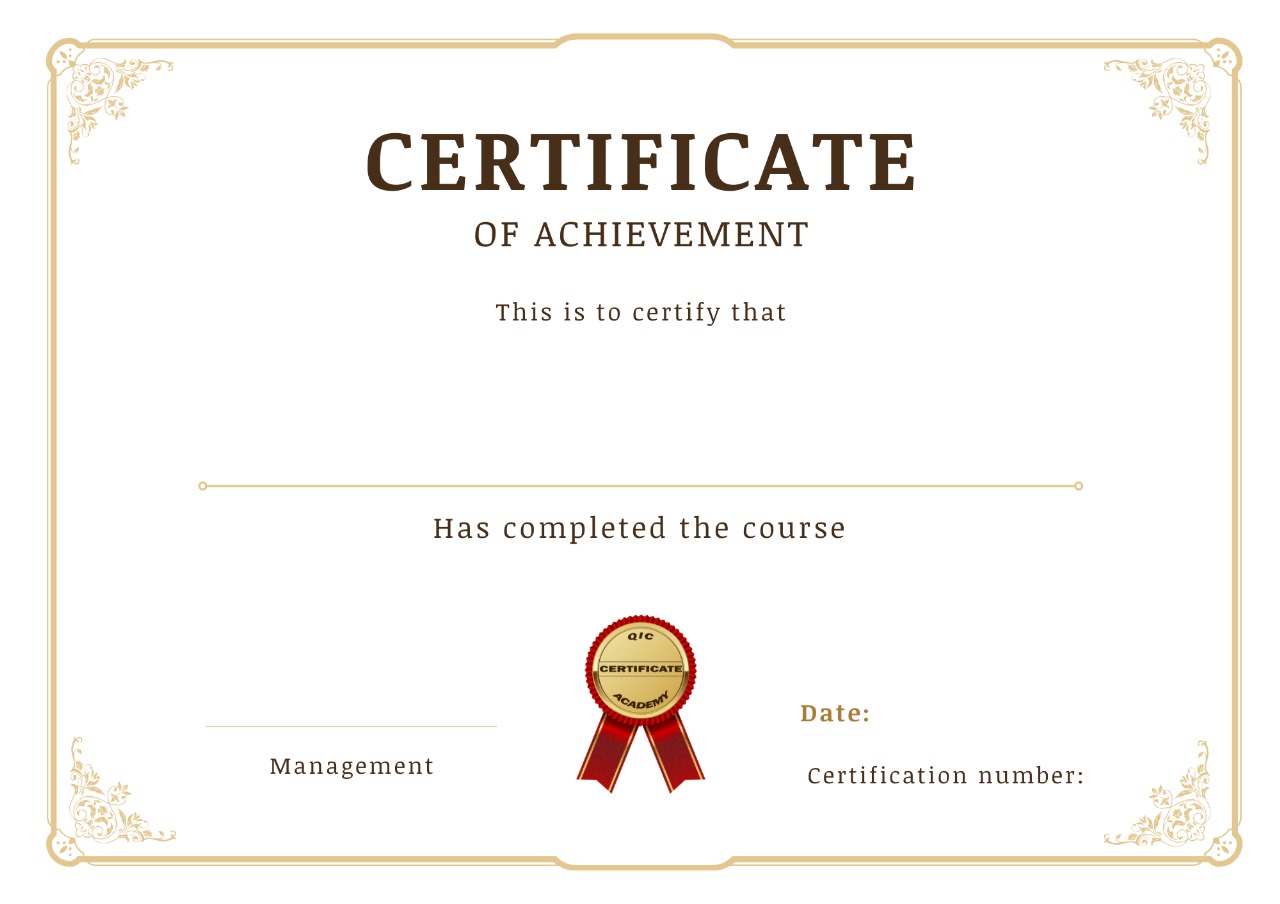 CERTIFICATE
OF ACHIEVEMENT
This is to certify that
Has completed the course
QIC
CERTIFICATE
ACADEMY
Date:
Management
Certification number: